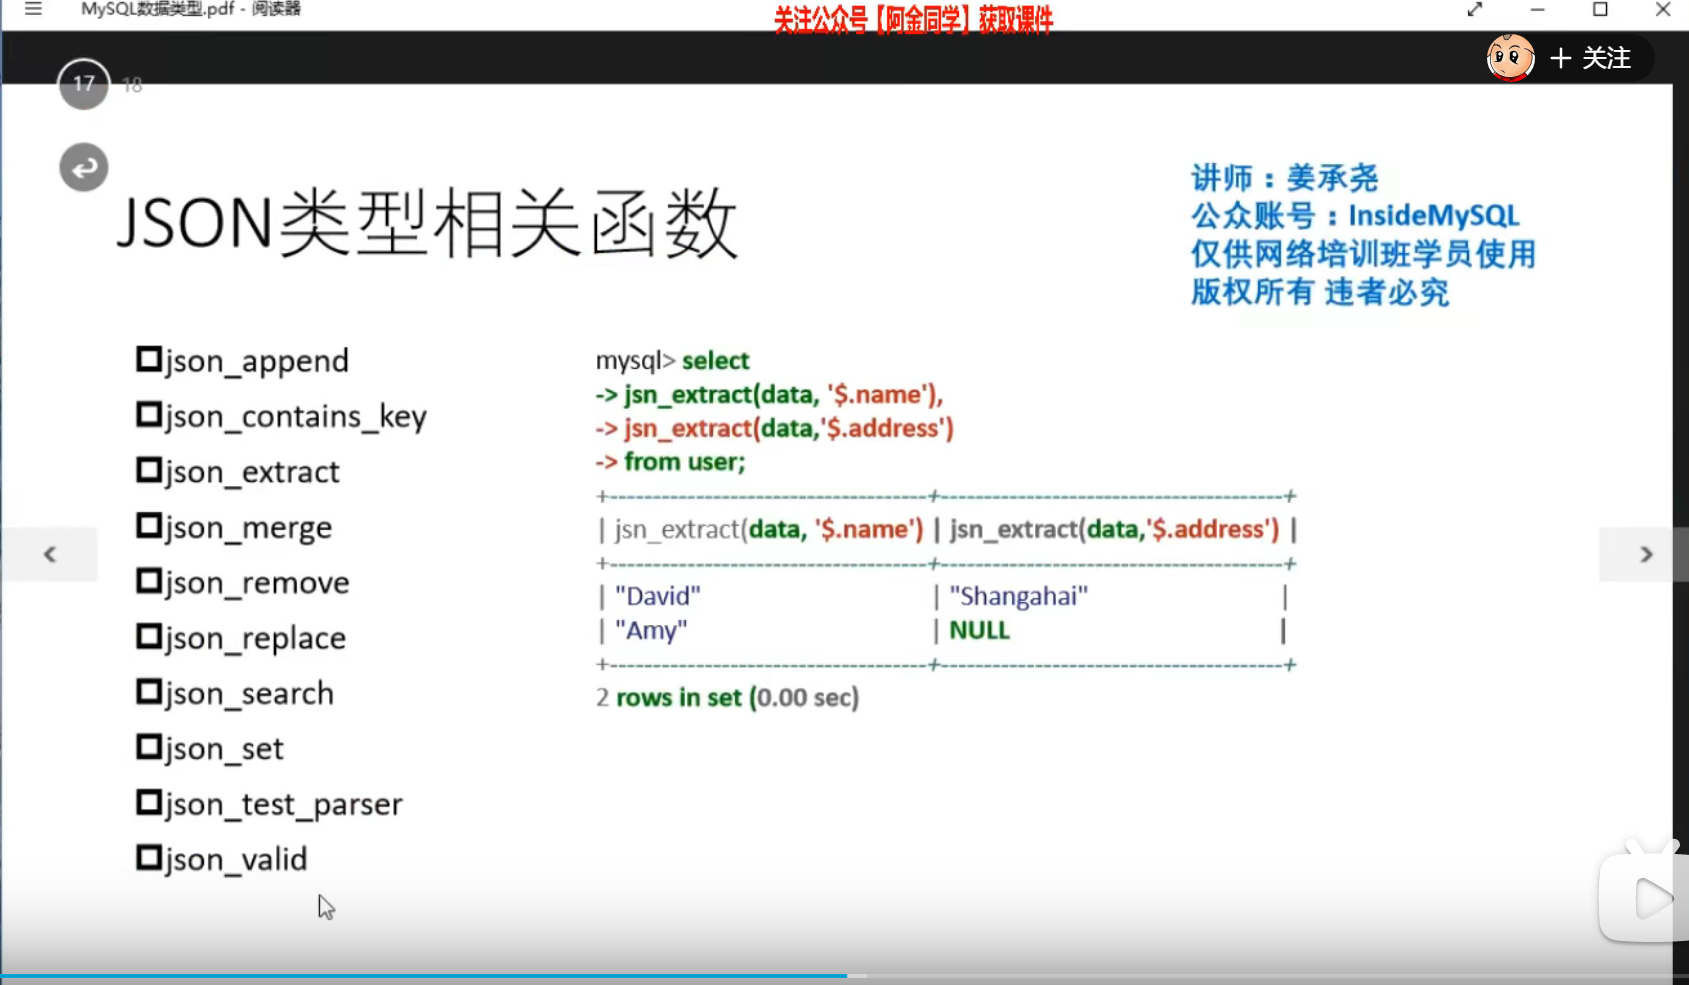 MySQL数据类型.pdf - 阅读器
关注公众号【阿金同学】获取课件
+ 关注
17 18
JSON类型相关函数
讲师：姜承尧
公众账号：InsideMySQL
仅供网络培训班学员使用
版权所有 违者必究
json_append
json_contains_key
json_extract
json_merge
json_remove
json_replace
json_search
json_set
json_test_parser
json_valid
mysql> select
-> jsn_extract(data, '$.name'),
-> jsn_extract(data,'$.address')
-> from user;
+-----------------------------------+-------------------------------------+
| jsn_extract(data, '$.name') | jsn_extract(data,'$.address') |
+-----------------------------------+-------------------------------------+
| "David" | "Shangahai" |
| "Amy" | NULL |
+-----------------------------------+-------------------------------------+
2 rows in set (0.00 sec)